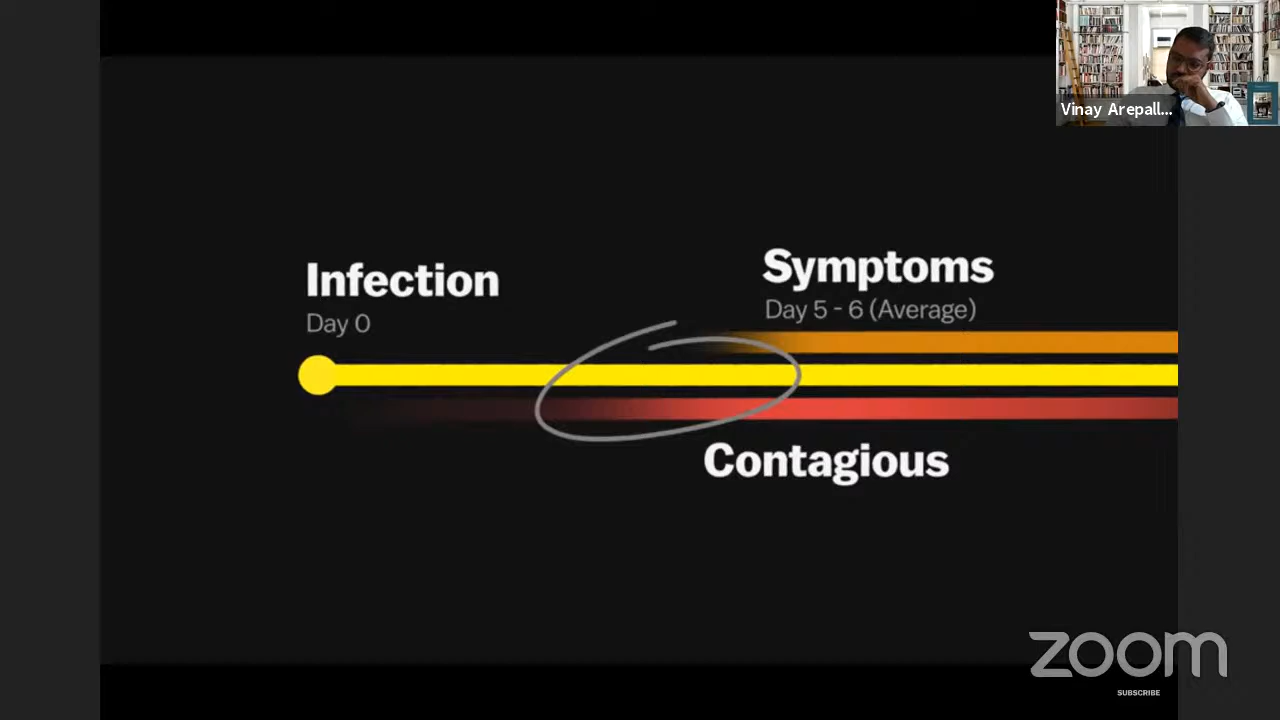 Vinay Arepall...
Infection
Day 0
Symptoms
Day 5 - 6 (Average)
Contagious
zoom
SUBSCRIBE